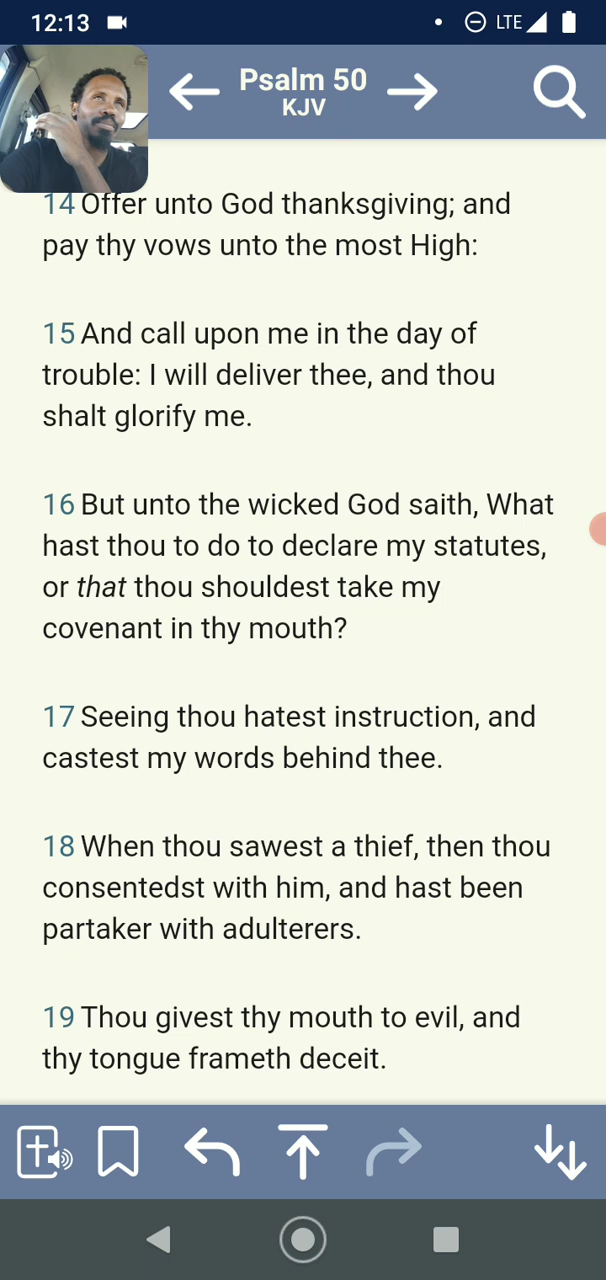 12:13
LTE
Psalm 50
KJV
14 Offer unto God thanksgiving; and
pay thy vows unto the most High:
15 And call upon me in the day of
trouble: I will deliver thee, and thou
shalt glorify me.
16 But unto the wicked God saith, What
hast thou to do to declare my statutes,
or that thou shouldest take my
covenant in thy mouth?
17 Seeing thou hatest instruction, and
castest my words behind thee.
18 When thou sawest a thief, then thou
consentedst with him, and hast been
partaker with adulterers.
19 Thou givest thy mouth to evil, and
thy tongue frameth deceit.